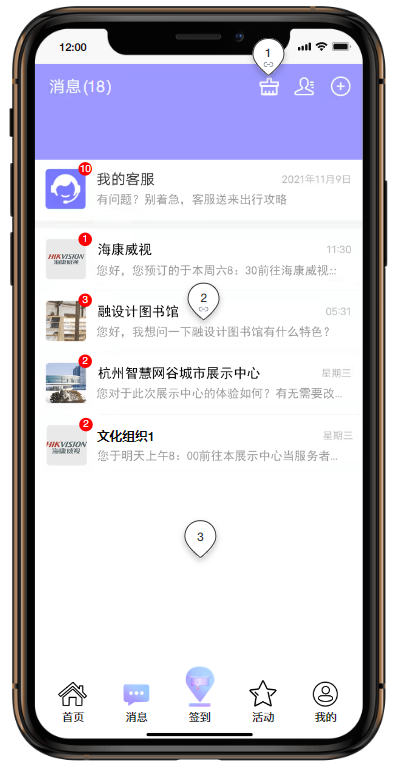 12:00
1
消息(18)
10
我的客服
2021年11月9日
有问题？别着急，客服送来出行攻略
1
HIKVISION
海康威视
海康威视
11:30
您好，您预订的于本周六8：30前往海康威视...
2
3
融设计图书馆
05:31
您好，我想问一下融设计图书馆有什么特色？
2
杭州智慧网谷城市展示中心
星期三
您对于此次展示中心的体验如何？有无需要改...
2
HIKVISION
海康威视
文化组织1
星期三
您于明天上午8：00前往本展示中心当服务者...
3
首页
消息
签到
活动
我的